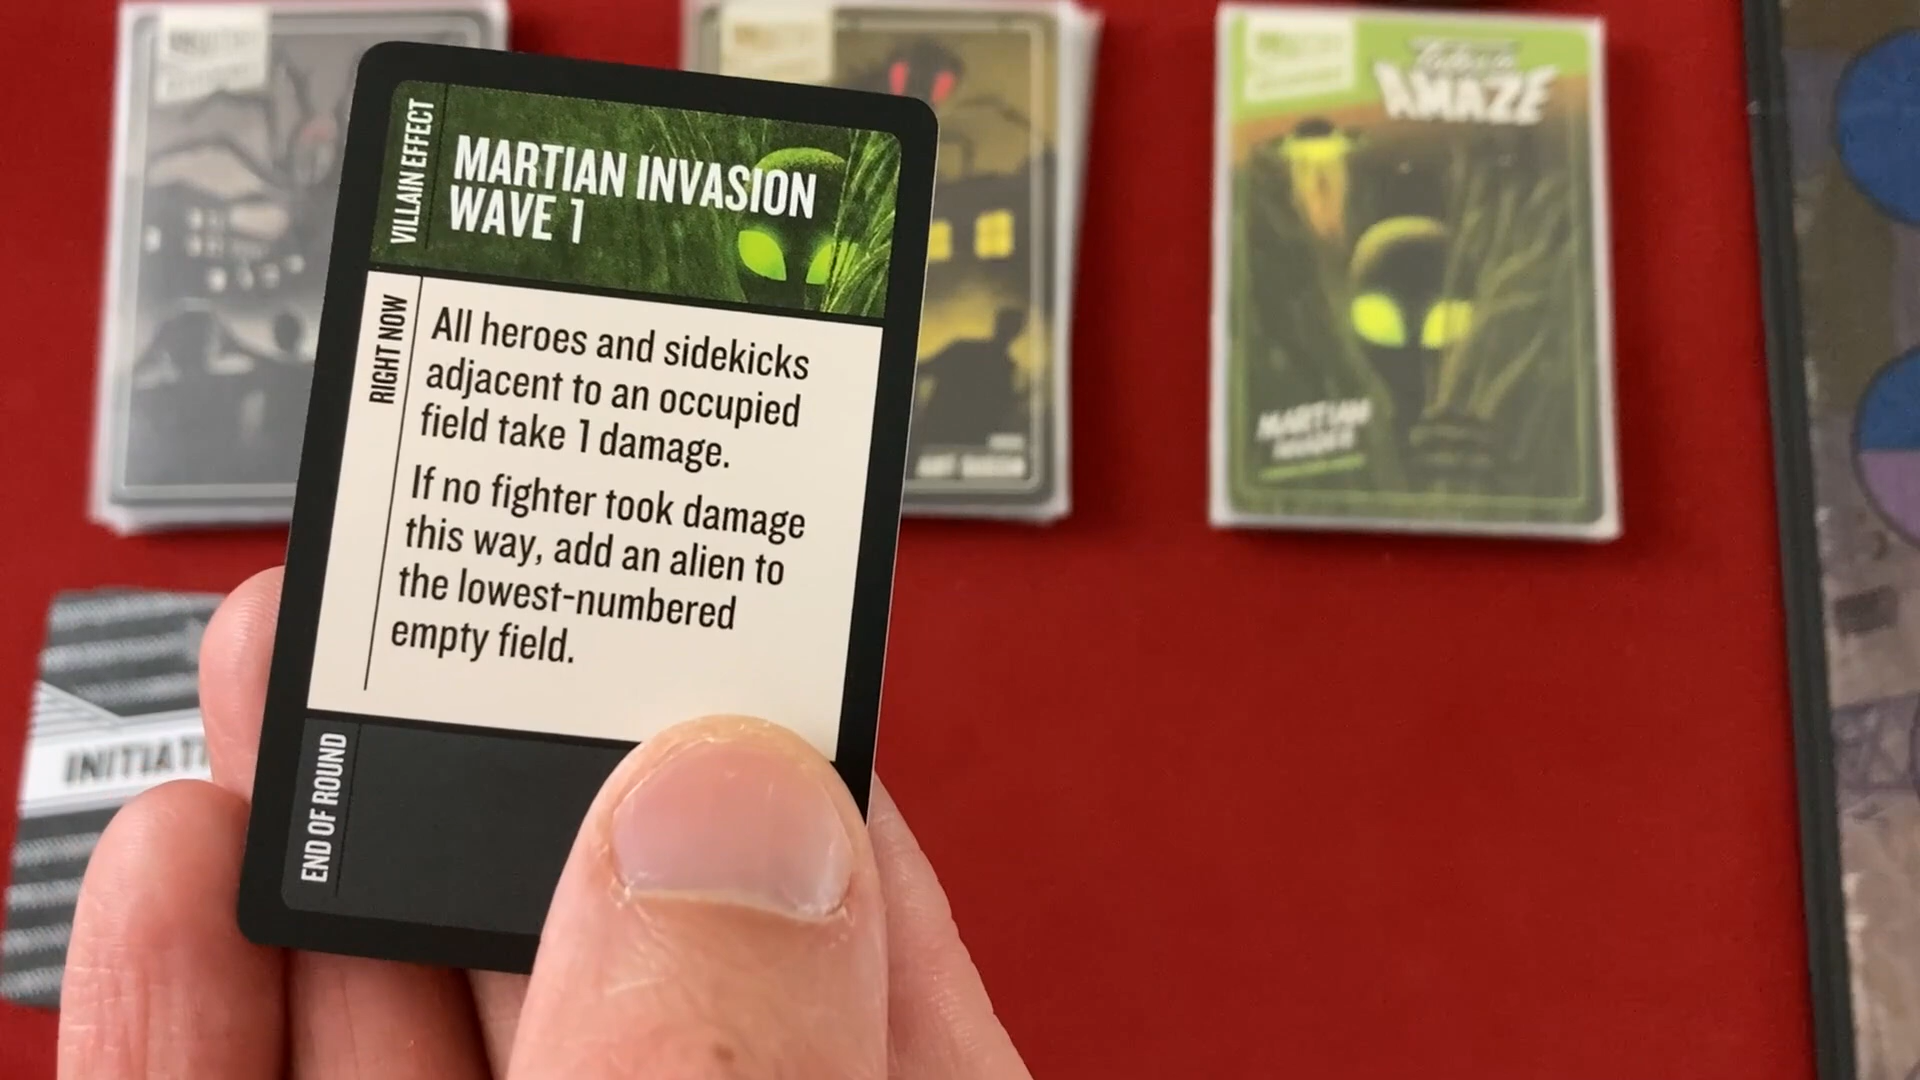 VILLAIN EFFECT
MARTIAN INVASION
WAVE 1
RIGHT NOW
All heroes and sidekicks
adjacent to an occupied
field take 1 damage.
If no fighter took damage
this way, add an alien to
the lowest-numbered
empty field.
END OF ROUND
AMAZE
MARTIAN
INVADER
INITIATI